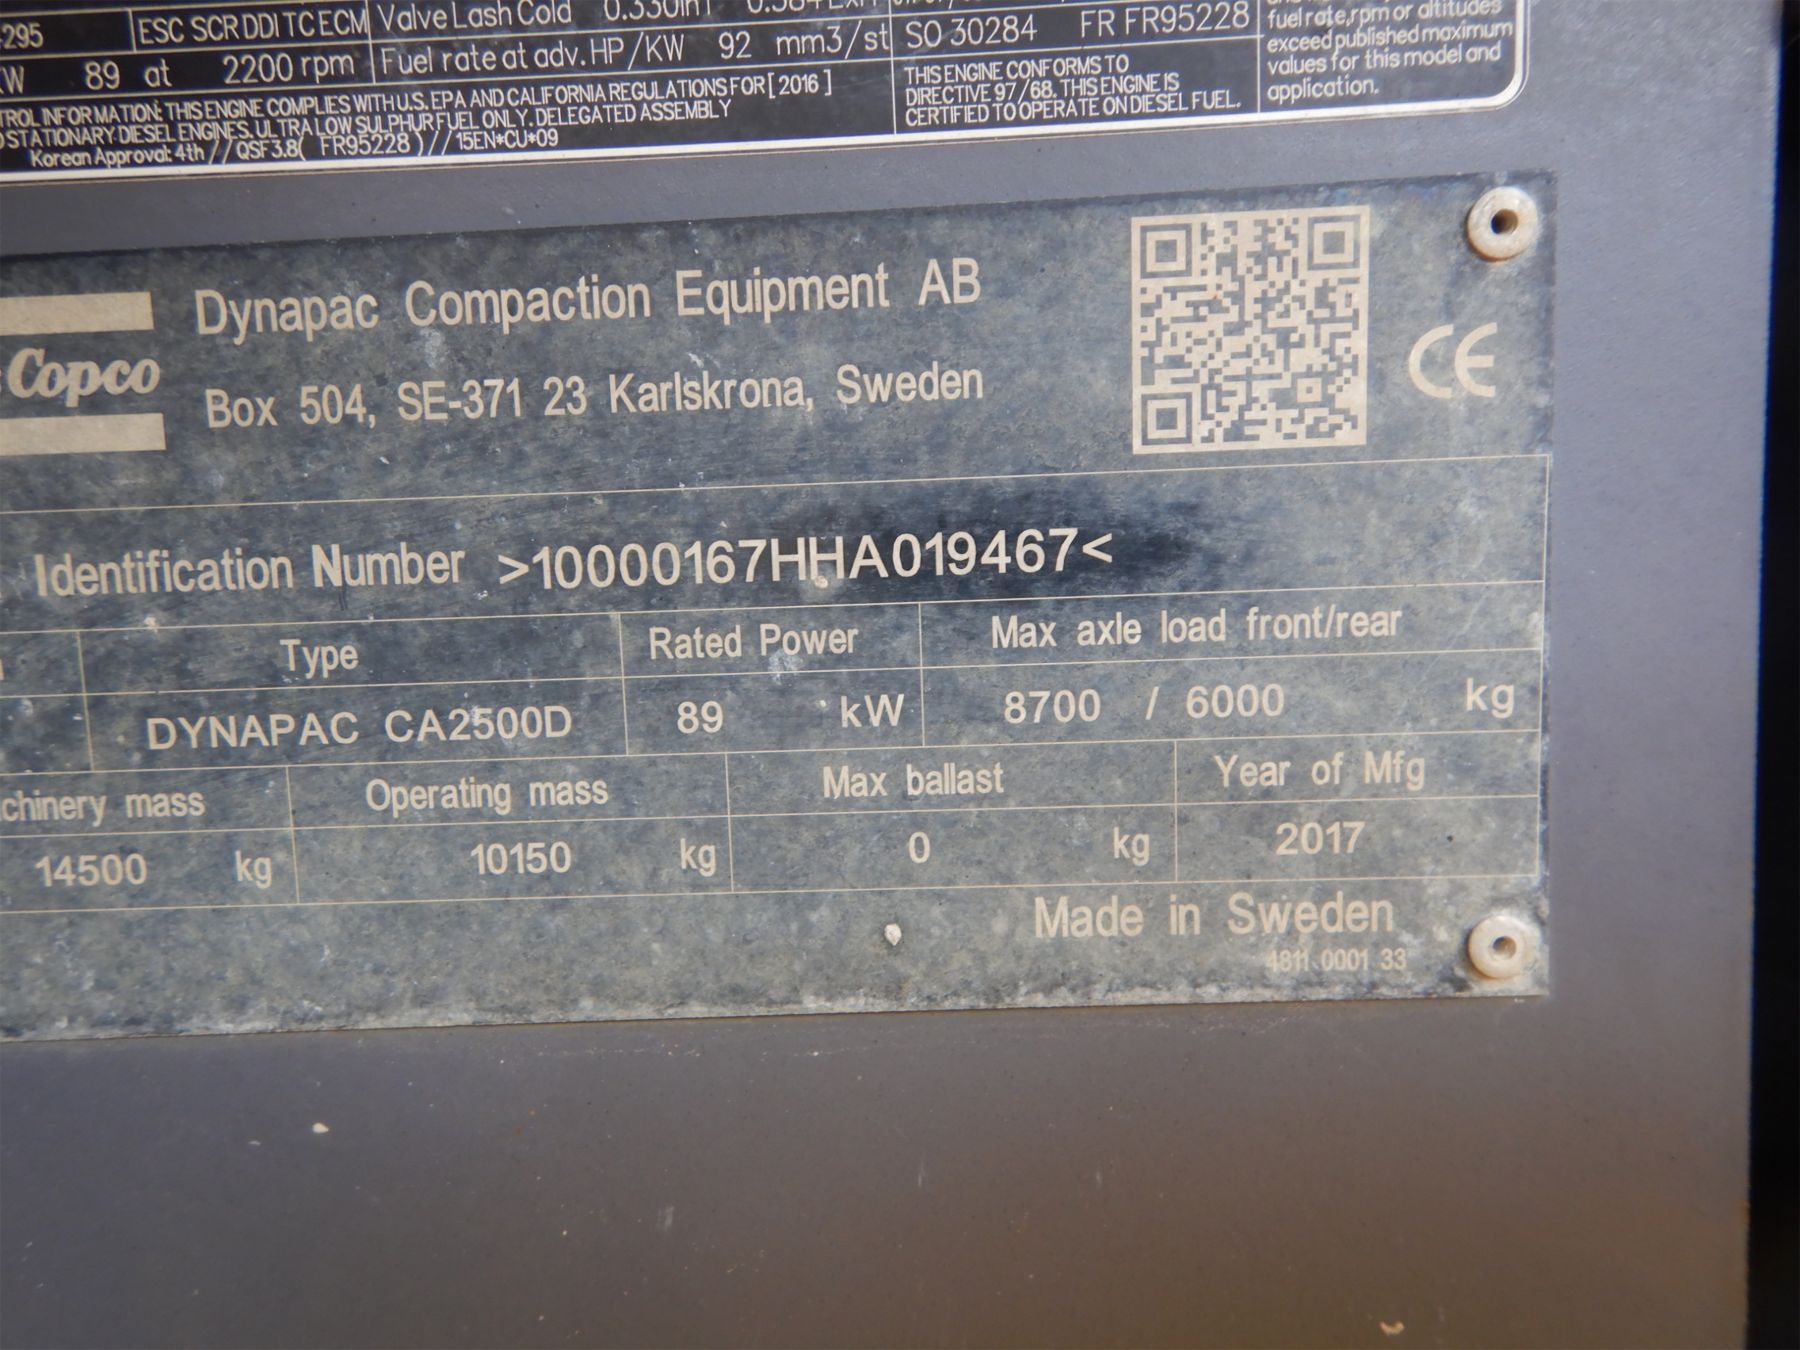 295 ESC SCR DDI TC ECM Valve Lash Cold 0.330In SO 30284 FR FR95228 fuel rate,rpm or altitudes
KW 89 at 2200 rpm Fuel rate at adv. HP/KW 92 mm3/st exceed published maximum
values for this model and
application.
THIS ENGINE CONFORMS TO
DIRECTIVE 97/68. THIS ENGINE IS
CERTIFIED TO OPERATE ON DIESEL FUEL.
TROL INFORMATION: THIS ENGINE COMPLIES WITH U.S. EPA AND CALIFORNIA REGULATIONS FOR [ 2016 ]
STATIONARY DIESEL ENGINES. ULTRA LOW SULPHUR FUEL ONLY. DELEGATED ASSEMBLY
Korean Approval: 4th //QSF3.8( FR95228 )//15EN*CU*09
Copco
Dynapac Compaction Equipment AB
Box 504, SE-371 23 Karlskrona, Sweden
CE
Identification Number >10000167HHA019467<
Type Rated Power Max axle load front/rear
DYNAPAC CA2500D 89 kW 8700 / 6000 kg
chinery mass Operating mass Max ballast Year of Mfg
14500 kg 10150 kg 0 kg 2017
Made in Sweden
4811 0001 33